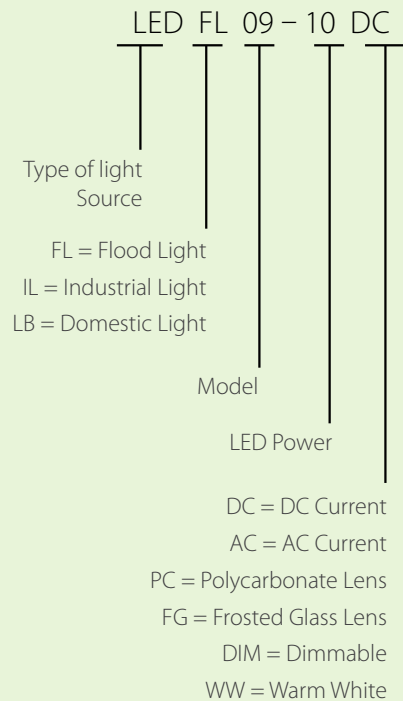 LED FL 09 – 10 DC
Type of light
Source
FL = Flood Light
IL = Industrial Light
LB = Domestic Light
Model
LED Power
DC = DC Current
AC = AC Current
PC = Polycarbonate Lens
FG = Frosted Glass Lens
DIM = Dimmable
WW = Warm White